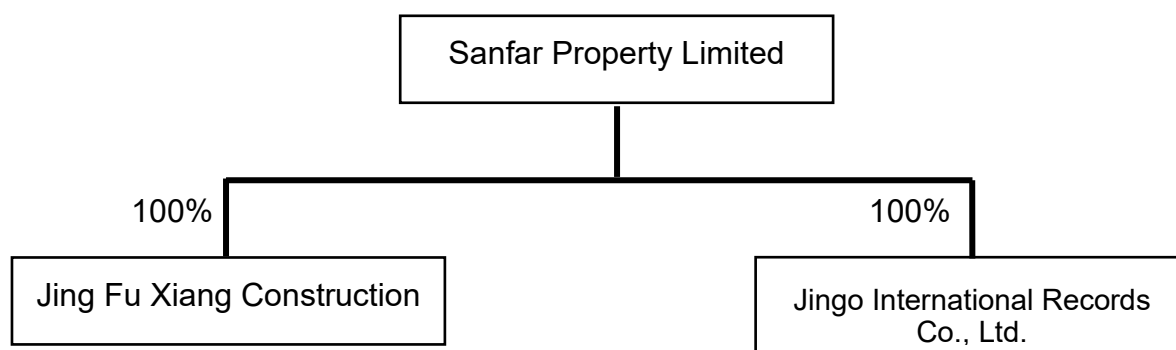 Sanfar Property Limited
100%
100%
Jing Fu Xiang Construction
Jingo International Records
Co., Ltd.